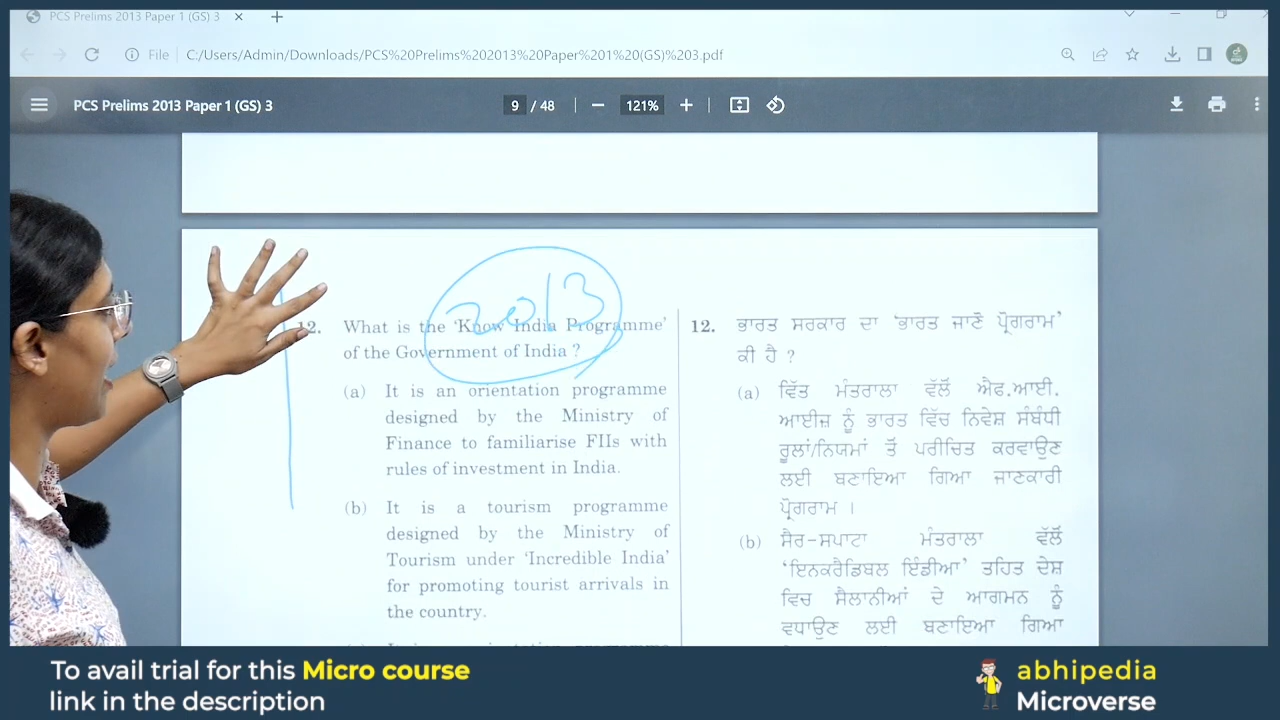 PCS Prelims 2013 Paper 1 (GS) 3
File C:/Users/Admin/Downloads/PCS%20Prelims%202013%20Paper%201%20(GS)%203.pdf
PCS Prelims 2013 Paper 1 (GS) 3
9 / 48
121%
2013
12. What is the ‘Know India Programme’
of the Government of India ?
(a) It is an orientation programme
designed by the Ministry of
Finance to familiarise FIIs with
rules of investment in India.
(b) It is a tourism programme
designed by the Ministry of
Tourism under ‘Incredible India’
for promoting tourist arrivals in
the country.
12. ਭਾਰਤ ਸਰਕਾਰ ਦਾ ‘ਭਾਰਤ ਜਾਣੋ ਪ੍ਰੋਗਰਾਮ’
ਕੀ ਹੈ ?
(a) ਵਿੱਤ ਮੰਤਰਾਲਾ ਵੱਲੋਂ ਐਫ.ਆਈ.
ਆਈਜ਼ ਨੂੰ ਭਾਰਤ ਵਿੱਚ ਨਿਵੇਸ਼ ਸੰਬੰਧੀ
ਰੂਲਾਂ/ਨਿਯਮਾਂ ਤੋਂ ਪਰੀਚਿਤ ਕਰਵਾਉਣ
ਲਈ ਬਣਾਇਆ ਗਿਆ ਜਾਣਕਾਰੀ
ਪ੍ਰੋਗਰਾਮ ।
(b) ਸੈਰ-ਸਪਾਟਾ ਮੰਤਰਾਲਾ ਵੱਲੋਂ
‘ਇਨਕਰੈਡਿਬਲ ਇੰਡੀਆ’ ਤਹਿਤ ਦੇਸ਼
ਵਿਚ ਸੈਲਾਨੀਆਂ ਦੇ ਆਗਮਨ ਨੂੰ
ਵਧਾਉਣ ਲਈ ਬਣਾਇਆ ਗਿਆ
To avail trial for this Micro course
link in the description
abhipedia
Microverse